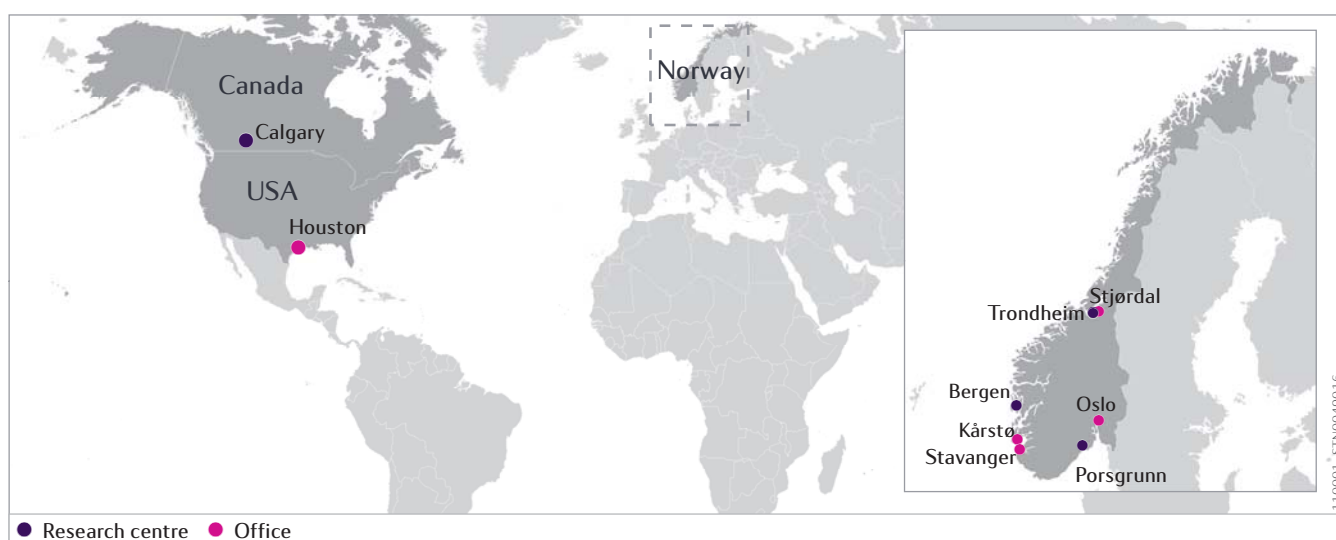 Canada
Calgary
USA
Houston
Norway
Stjørdal
Trondheim
Bergen
Oslo
Kårstø
Stavanger
Porsgrunn
Research centre
Office